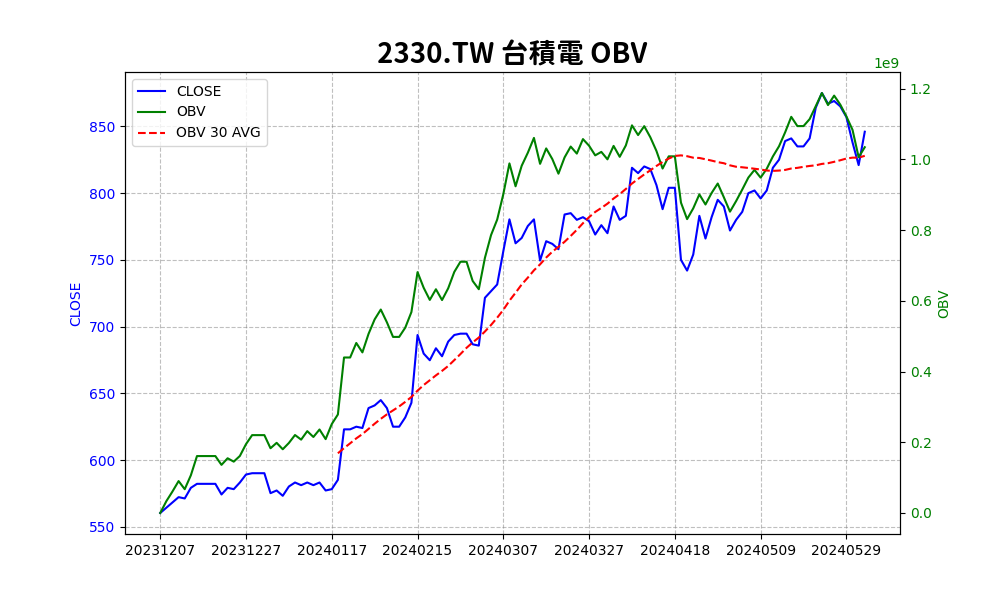 2330.TW 台積電 OBV
1e9
CLOSE
OBV
OBV 30 AVG
850
800
750
700
650
600
550
CLOSE
1.2
1.0
0.8
0.6
0.4
0.2
0.0
OBV
20231207 20231227 20240117 20240215 20240307 20240327 20240418 20240509 20240529